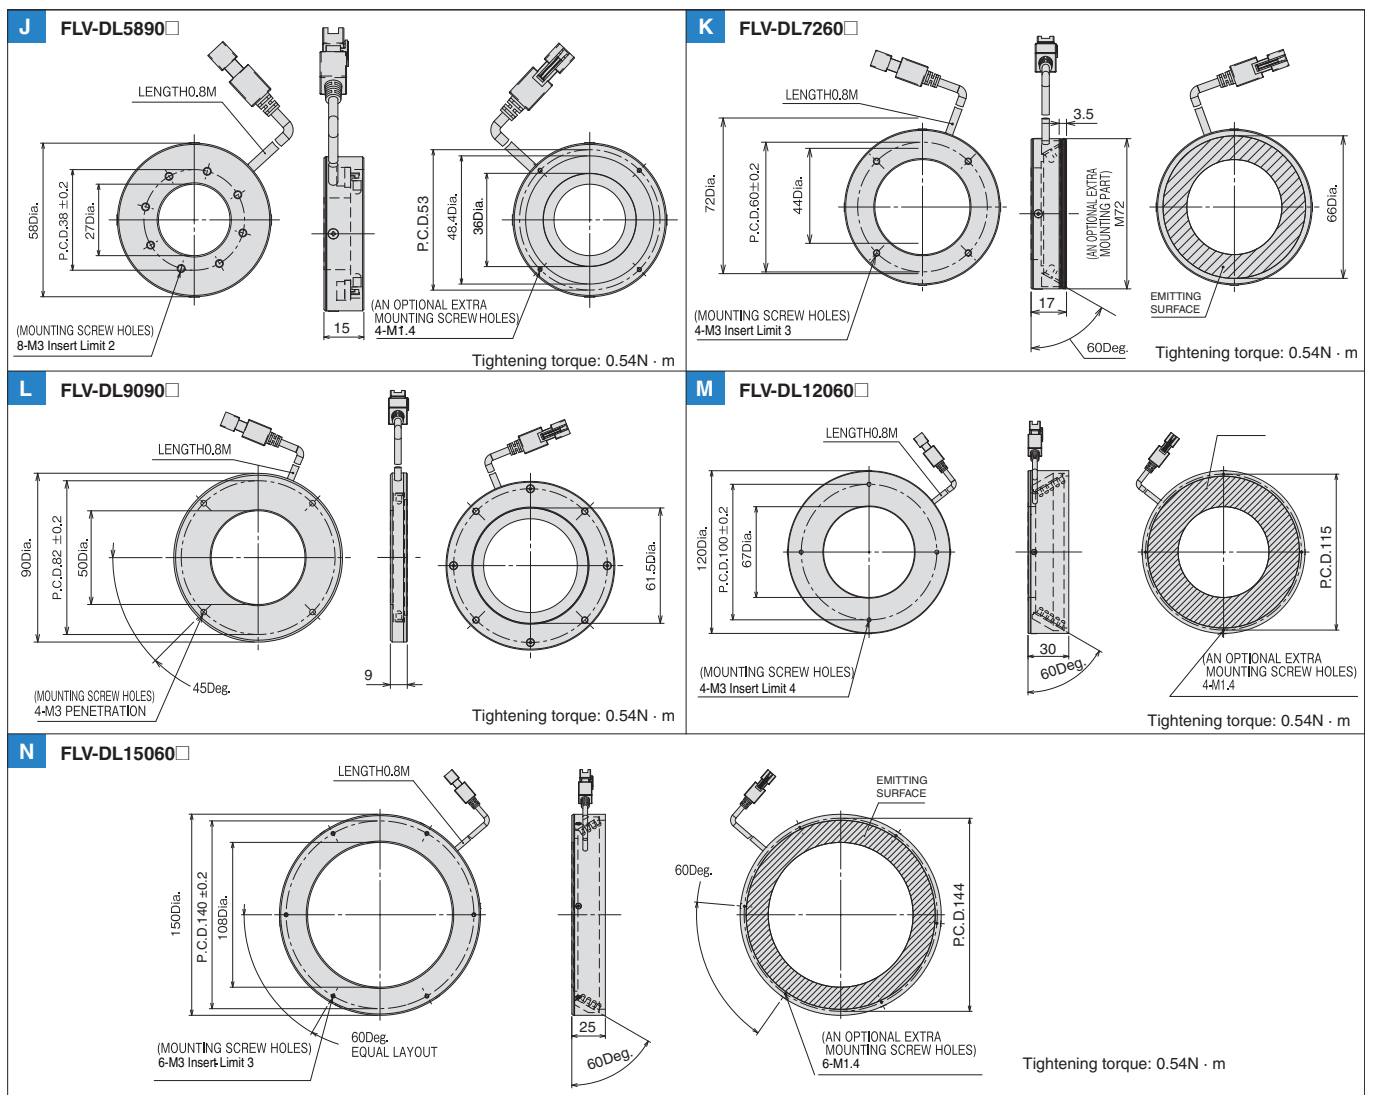 J FLV-DL5890□
LENGTH0.8M
58Dia.
P.C.D.38 ±0.2
27Dia.
(MOUNTING SCREW HOLES)
8-M3 Insert Limit 2
15
P.C.D.53
48.4Dia.
36Dia.
(AN OPTIONAL EXTRA
MOUNTING SCREW HOLES)
4-M1.4
Tightening torque: 0.54N · m
K FLV-DL7260□
LENGTH0.8M
72Dia.
P.C.D.60±0.2
44Dia.
(MOUNTING SCREW HOLES)
4-M3 Insert Limit 3
3.5
(AN OPTIONAL EXTRA
MOUNTING PART)
M72
17
60Deg.
66Dia.
EMITTING
SURFACE
Tightening torque: 0.54N · m
L FLV-DL9090□
LENGTH0.8M
90Dia.
P.C.D.82 ±0.2
50Dia.
45Deg.
(MOUNTING SCREW HOLES)
4-M3 PENETRATION
9
61.5Dia.
Tightening torque: 0.54N · m
M FLV-DL12060□
LENGTH0.8M
120Dia.
P.C.D.100±0.2
67Dia.
(MOUNTING SCREW HOLES)
4-M3 Insert Limit 4
30
60Deg.
P.C.D.115
(AN OPTIONAL EXTRA
MOUNTING SCREW HOLES)
4-M1.4
Tightening torque: 0.54N · m
N FLV-DL15060□
LENGTH0.8M
150Dia.
P.C.D.140 ±0.2
108Dia.
60Deg.
EQUAL LAYOUT
(MOUNTING SCREW HOLES)
6-M3 Insert Limit 3
25
60Deg.
EMITTING
SURFACE
60Deg.
P.C.D.144
(AN OPTIONAL EXTRA
MOUNTING SCREW HOLES)
6-M1.4
Tightening torque: 0.54N · m